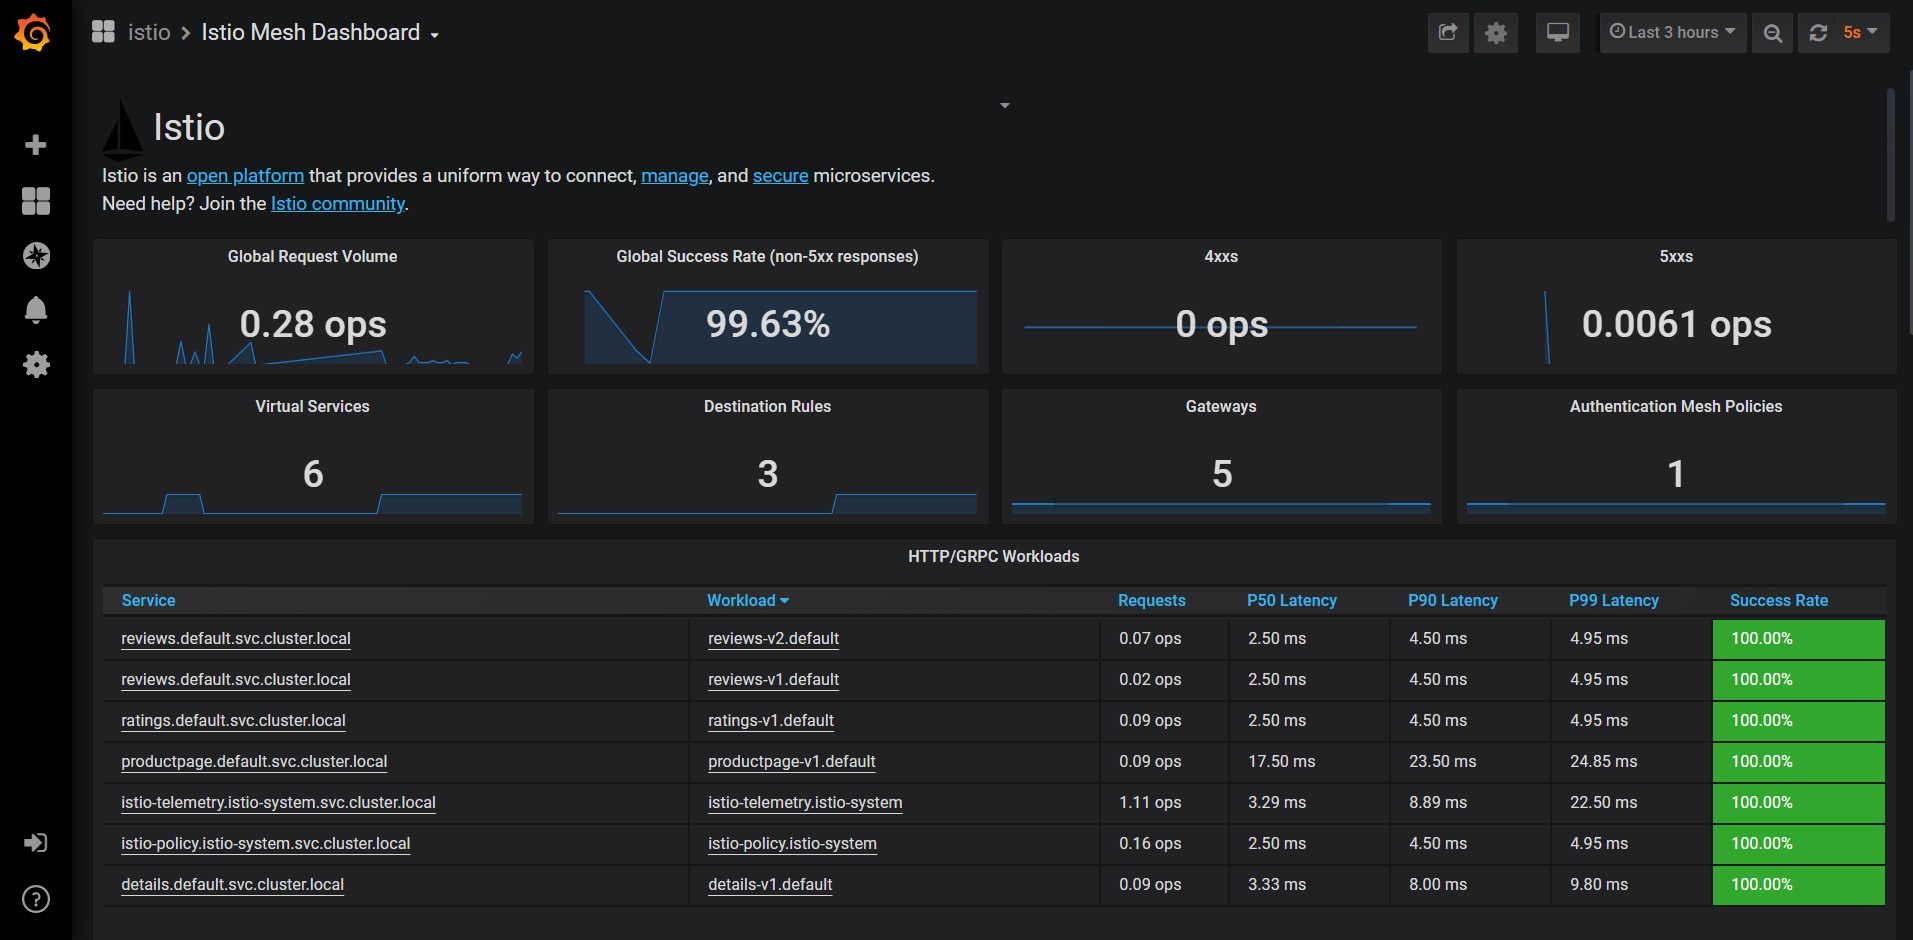 istio > Istio Mesh Dashboard
Last 3 hours
5s
Istio
Istio is an open platform that provides a uniform way to connect, manage, and secure microservices.
Need help? Join the Istio community.
Global Request Volume
0.28 ops
Global Success Rate (non-5xx responses)
99.63%
4xxs
0 ops
5xxs
0.0061 ops
Virtual Services
6
Destination Rules
3
Gateways
5
Authentication Mesh Policies
1
HTTP/GRPC Workloads
Service Workload Requests P50 Latency P90 Latency P99 Latency Success Rate
reviews.default.svc.cluster.local reviews-v2.default 0.07 ops 2.50 ms 4.50 ms 4.95 ms 100.00%
reviews.default.svc.cluster.local reviews-v1.default 0.02 ops 2.50 ms 4.50 ms 4.95 ms 100.00%
ratings.default.svc.cluster.local ratings-v1.default 0.09 ops 2.50 ms 4.50 ms 4.95 ms 100.00%
productpage.default.svc.cluster.local productpage-v1.default 0.09 ops 17.50 ms 23.50 ms 24.85 ms 100.00%
istio-telemetry.istio-system.svc.cluster.local istio-telemetry.istio-system 1.11 ops 3.29 ms 8.89 ms 22.50 ms 100.00%
istio-policy.istio-system.svc.cluster.local istio-policy.istio-system 0.16 ops 2.50 ms 4.50 ms 4.95 ms 100.00%
details.default.svc.cluster.local details-v1.default 0.09 ops 3.33 ms 8.00 ms 9.80 ms 100.00%
?